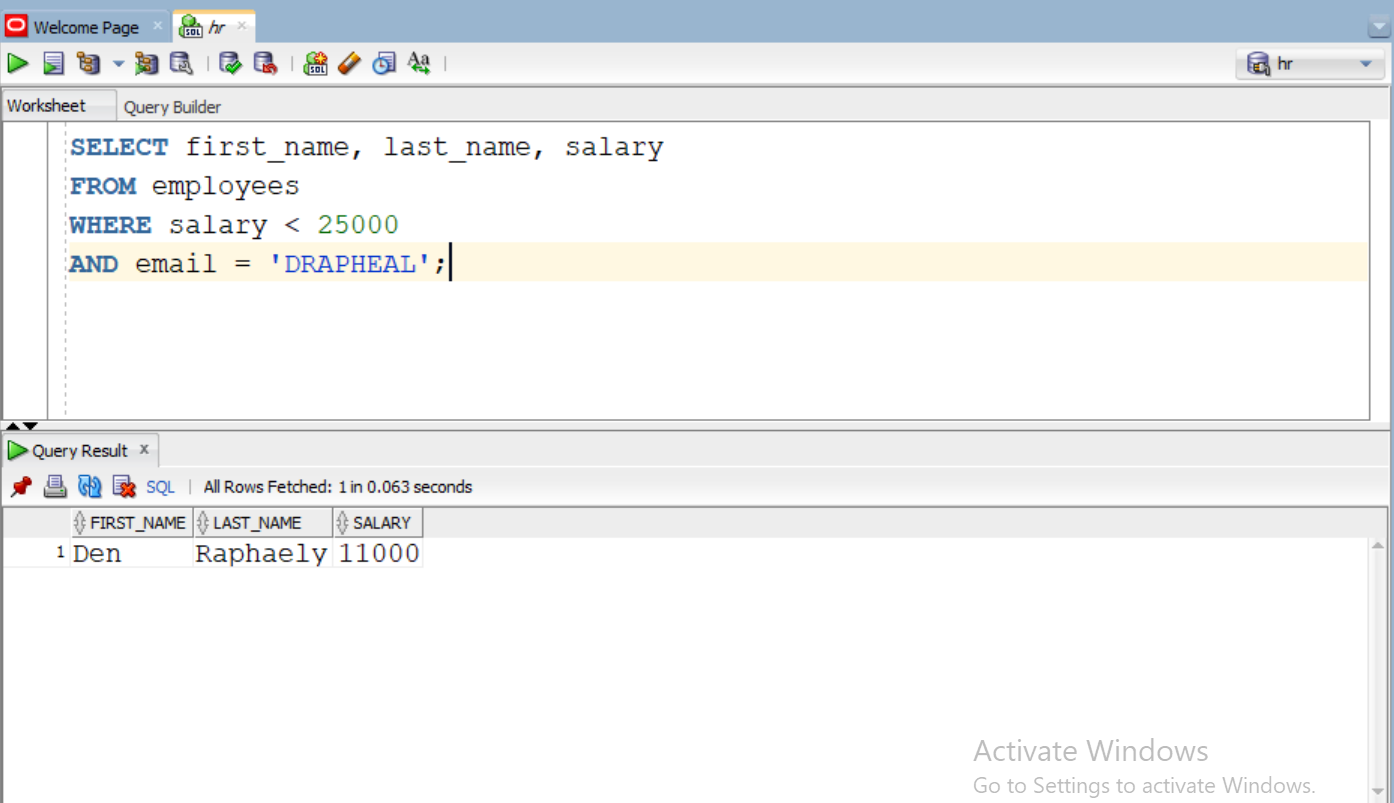 Welcome Page hr
hr
Worksheet Query Builder
SELECT first_name, last_name, salary
FROM employees
WHERE salary < 25000
AND email = 'DRAPHEAL';
Query Result
SQL | All Rows Fetched: 1 in 0.063 seconds
FIRST_NAME LAST_NAME SALARY
1 Den Raphaely 11000
Activate Windows
Go to Settings to activate Windows.